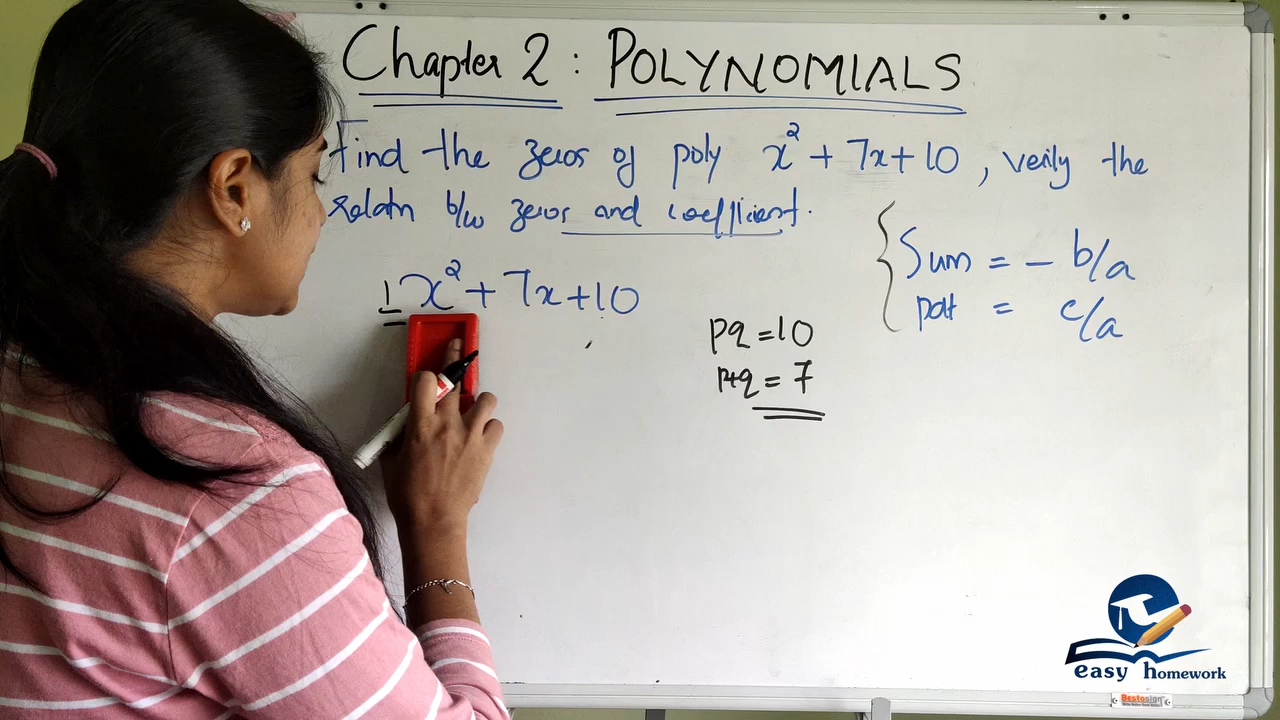 Chapter 2 : POLYNOMIALS
Find the zeros of poly x² + 7x + 10 , verify the
relatn b/w zeros and coefficient.
Sum = - b/a
pdt = c/a
1x² + 7x + 10
pq = 10
p+q = 7
easy homework
Bestosign